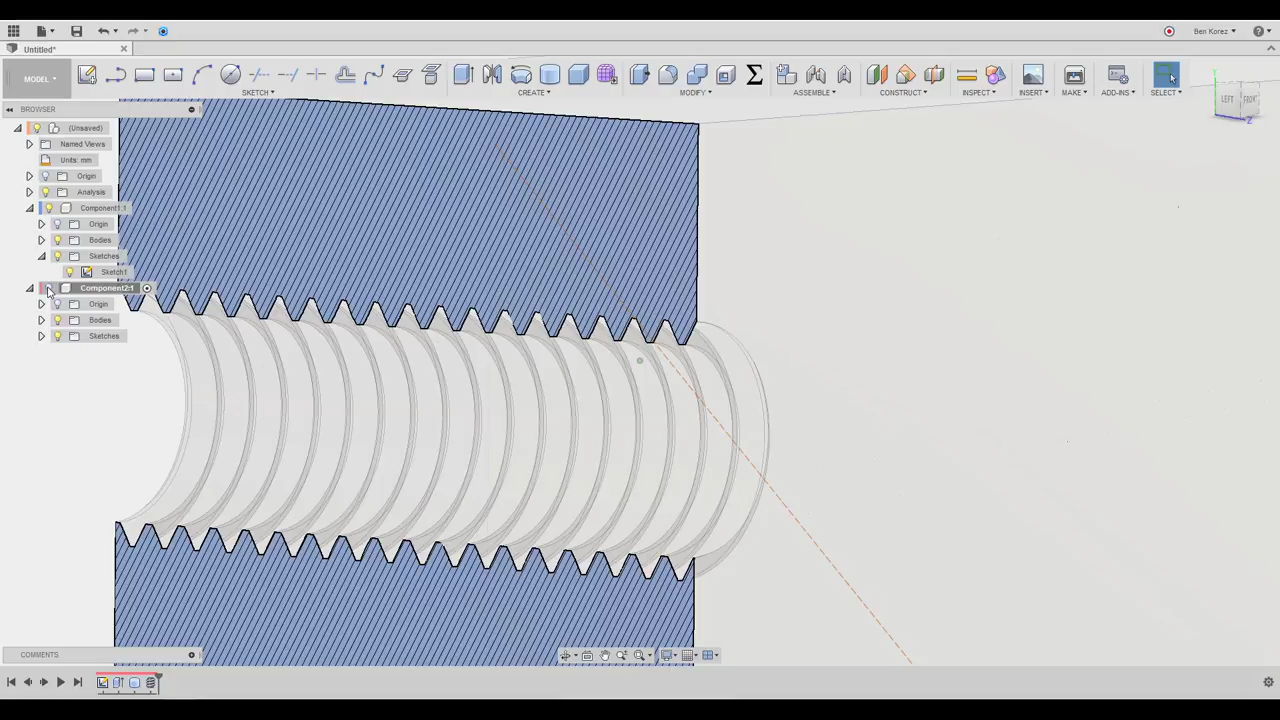 Ben Korez
Untitled*
MODEL
SKETCH
CREATE
MODIFY
ASSEMBLE
CONSTRUCT
INSPECT
INSERT
MAKE
ADD-INS
SELECT
BROWSER
LEFT
FRONT
Y
Z
(Unsaved)
Named Views
Units: mm
Origin
Analysis
Component1:1
Origin
Bodies
Sketches
Sketch1
Component2:1
Origin
Bodies
Sketches
COMMENTS